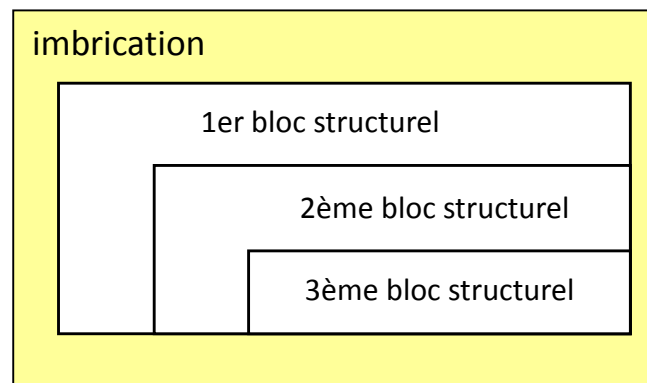 imbrication
1er bloc structurel
2ème bloc structurel
3ème bloc structurel